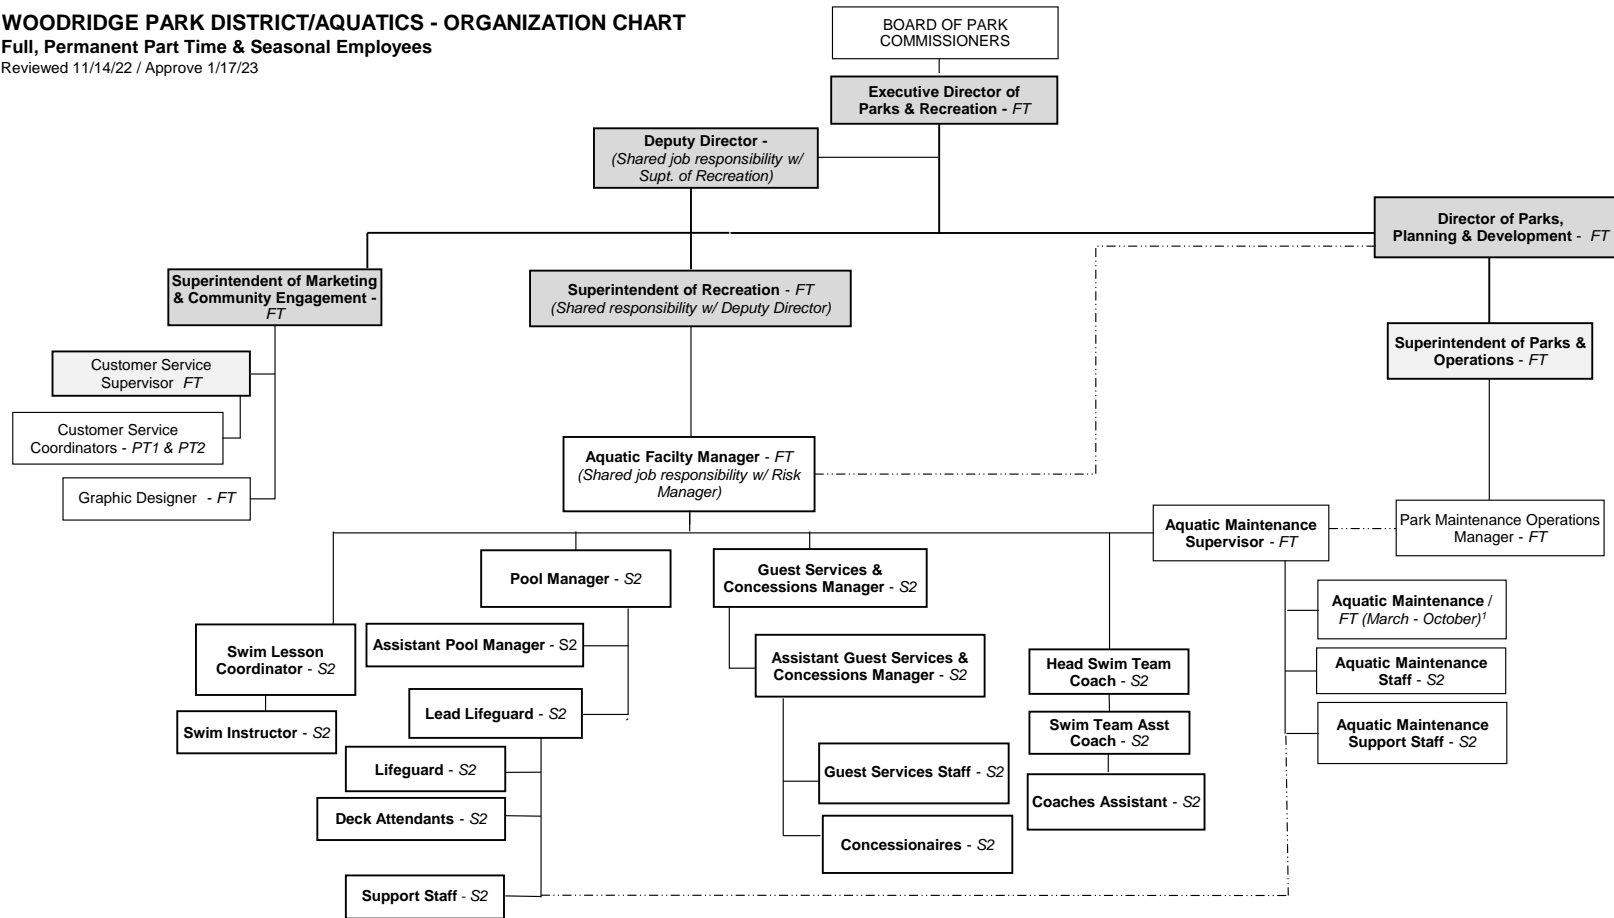 WOODRIDGE PARK DISTRICT/AQUATICS - ORGANIZATION CHART
Full, Permanent Part Time & Seasonal Employees
Reviewed 11/14/22 / Approve 1/17/23
BOARD OF PARK
COMMISSIONERS
Executive Director of
Parks & Recreation - FT
Deputy Director -
(Shared job responsibility w/
Supt. of Recreation)
Director of Parks,
Planning & Development - FT
Superintendent of Marketing
& Community Engagement -
FT
Superintendent of Recreation - FT
(Shared responsibility w/ Deputy Director)
Superintendent of Parks &
Operations - FT
Customer Service
Supervisor FT
Customer Service
Coordinators - PT1 & PT2
Graphic Designer - FT
Aquatic Facilty Manager - FT
(Shared job responsibility w/ Risk
Manager)
Aquatic Maintenance
Supervisor - FT
Park Maintenance Operations
Manager - FT
Pool Manager - S2
Guest Services &
Concessions Manager - S2
Aquatic Maintenance /
FT (March - October)¹
Swim Lesson
Coordinator - S2
Assistant Pool Manager - S2
Assistant Guest Services &
Concessions Manager - S2
Head Swim Team
Coach - S2
Aquatic Maintenance
Staff - S2
Swim Instructor - S2
Lead Lifeguard - S2
Swim Team Asst
Coach - S2
Aquatic Maintenance
Support Staff - S2
Lifeguard - S2
Guest Services Staff - S2
Coaches Assistant - S2
Deck Attendants - S2
Concessionaires - S2
Support Staff - S2